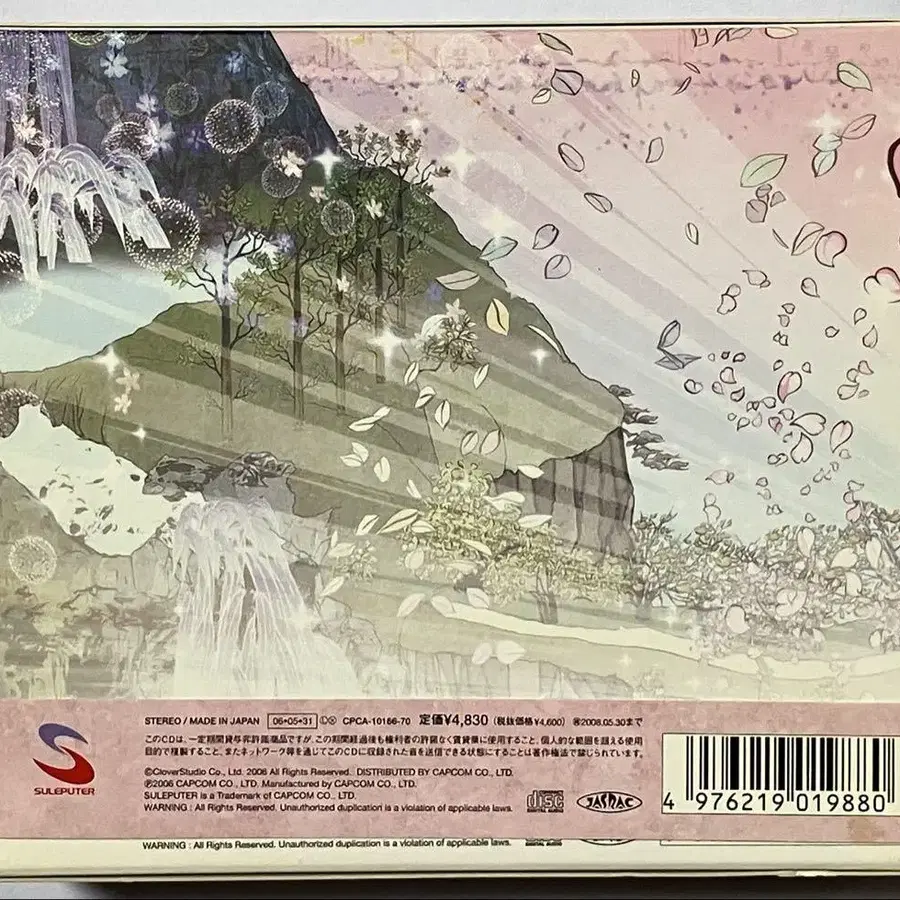 STEREO / MADE IN JAPAN 06•05•31 ⓁⓍ CPCA-10166-70 定価¥4,830 (税抜価格¥4,600) 2008.05.30まで
このCDは、一定期間貸与非許諾商品ですが、この期間経過後も権利者の許諾なく賃貸業に使用すること、個人的な範囲を超える使用
目的で複製すること、またネットワーク等を通じてこのCDに収録された音を送信できる状態にすることは著作権法で禁じられています。
©CloverStudio Co., Ltd. 2006 All Rights Reserved. DISTRIBUTED BY CAPCOM CO., LTD.
℗2006 CAPCOM CO., LTD. Manufactured by CAPCOM CO., LTD.
SULEPUTER is a Trademark of CAPCOM CO., LTD.
WARNING : All Rights Reserved. Unauthorized duplication is a violation of applicable laws.
SULEPUTER
disc
DIGITAL AUDIO
JASRAC
4 976219 019880
WARNING : All Rights Reserved. Unauthorized duplication is a violation of applicable laws.
DIGITAL AUDIO